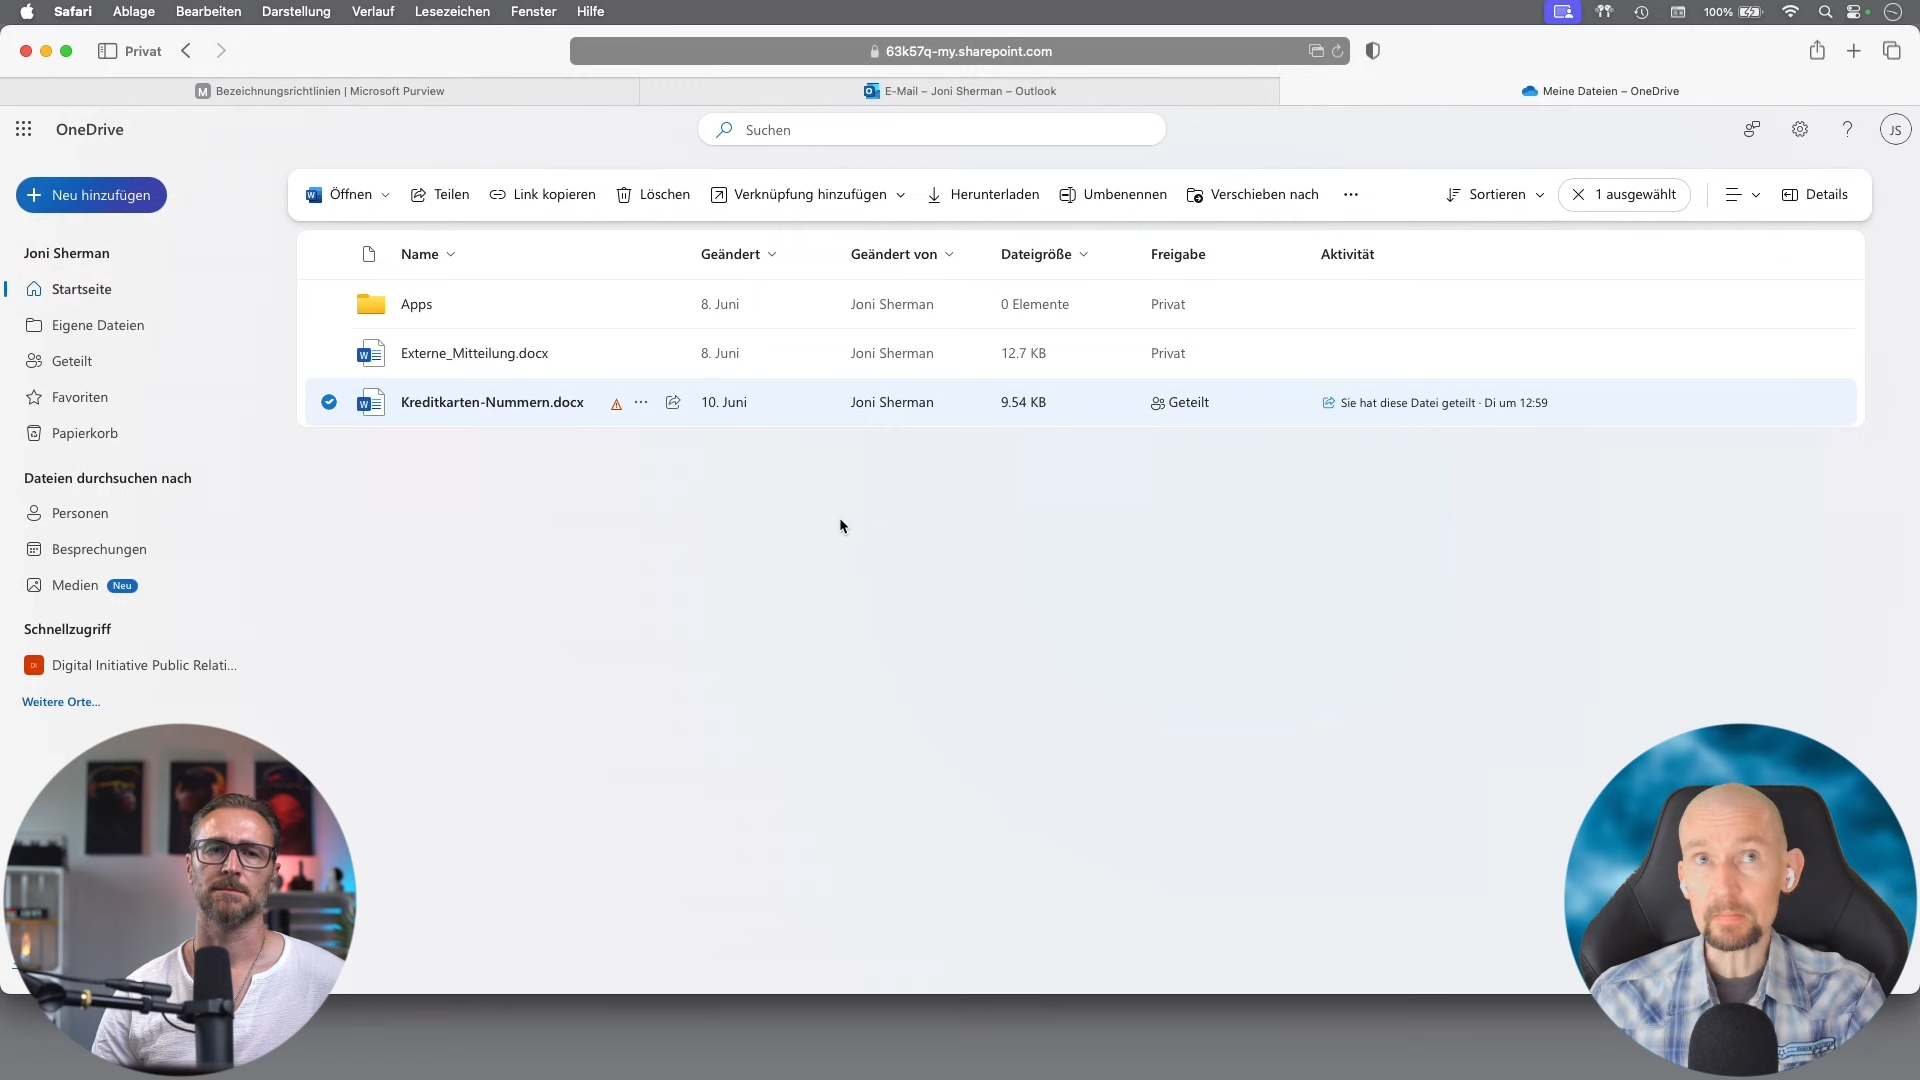 Safari Ablage Bearbeiten Darstellung Verlauf Lesezeichen Fenster Hilfe 100%
Privat 63k57q-my.sharepoint.com
M Bezeichnungsrichtlinien | Microsoft Purview E-Mail – Joni Sherman – Outlook Meine Dateien – OneDrive
OneDrive Suchen JS
Neu hinzufügen Öffnen Teilen Link kopieren Löschen Verknüpfung hinzufügen Herunterladen Umbenennen Verschieben nach ··· Sortieren 1 ausgewählt Details
Joni Sherman
Startseite
Eigene Dateien
Geteilt
Favoriten
Papierkorb
Dateien durchsuchen nach
Personen
Besprechungen
Medien Neu
Schnellzugriff
DI Digital Initiative Public Relati...
Weitere Orte...
Name Geändert Geändert von Dateigröße Freigabe Aktivität
Apps 8. Juni Joni Sherman 0 Elemente Privat
Externe_Mitteilung.docx 8. Juni Joni Sherman 12.7 KB Privat
Kreditkarten-Nummern.docx ··· 10. Juni Joni Sherman 9.54 KB Geteilt Sie hat diese Datei geteilt · Di um 12:59